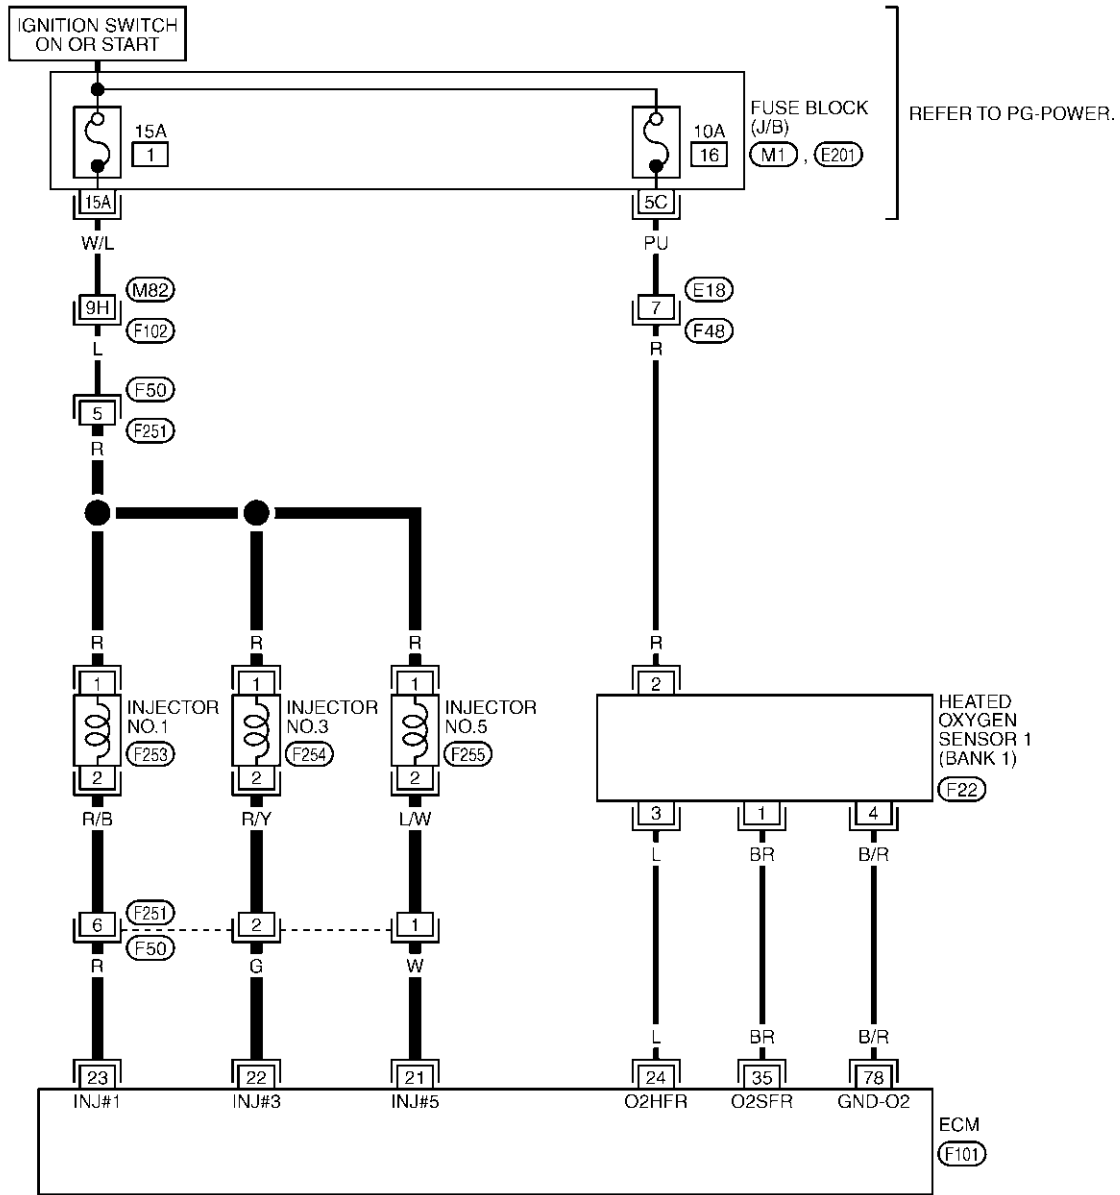 IGNITION SWITCH
ON OR START
FUSE BLOCK
(J/B)
M1 , E201
REFER TO PG-POWER.
15A
1
10A
16
15A
5C
W/L
PU
M82
9H
F102
E18
7
F48
L
R
F50
5
F251
R
R
R
R
R
1
1
1
2
INJECTOR
NO.1
F253
INJECTOR
NO.3
F254
INJECTOR
NO.5
F255
HEATED
OXYGEN
SENSOR 1
(BANK 1)
F22
2
2
2
3
1
4
R/B
R/Y
L/W
L
BR
B/R
6
F251
F50
2
1
R
G
W
L
BR
B/R
23
22
21
24
35
78
INJ#1
INJ#3
INJ#5
O2HFR
O2SFR
GND-O2
ECM
F101